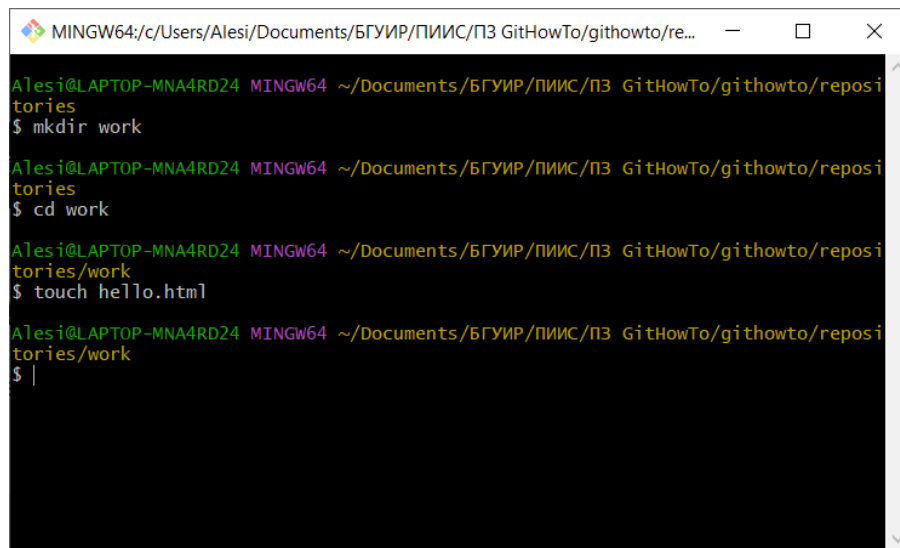 MINGW64:/c/Users/Alesi/Documents/БГУИР/ПИИС/ПЗ GitHowTo/githowto/re...
Alesi@LAPTOP-MNA4RD24 MINGW64 ~/Documents/БГУИР/ПИИС/ПЗ GitHowTo/githowto/reposi
tories
$ mkdir work
Alesi@LAPTOP-MNA4RD24 MINGW64 ~/Documents/БГУИР/ПИИС/ПЗ GitHowTo/githowto/reposi
tories
$ cd work
Alesi@LAPTOP-MNA4RD24 MINGW64 ~/Documents/БГУИР/ПИИС/ПЗ GitHowTo/githowto/reposi
tories/work
$ touch hello.html
Alesi@LAPTOP-MNA4RD24 MINGW64 ~/Documents/БГУИР/ПИИС/ПЗ GitHowTo/githowto/reposi
tories/work
$